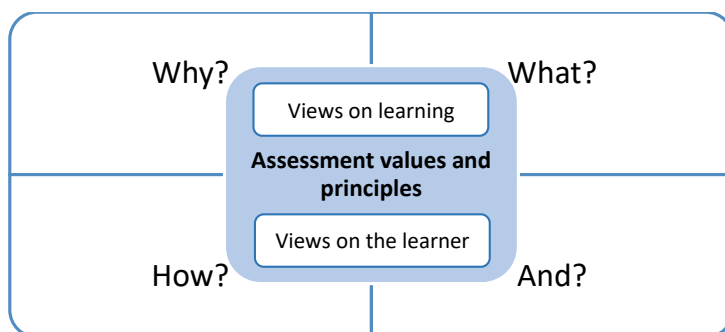 Why?
What?
Views on learning
Assessment values and
principles
Views on the learner
How?
And?